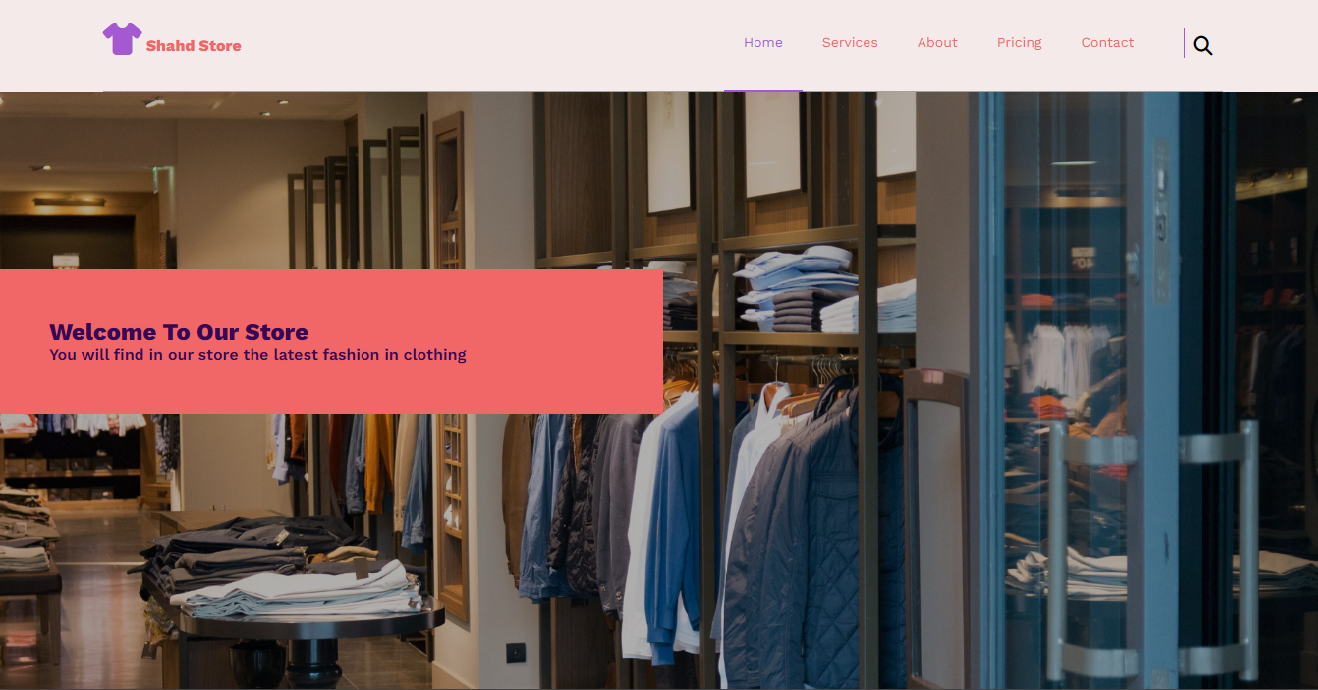 Shahd Store
Home Services About Pricing Contact
Welcome To Our Store
You will find in our store the latest fashion in clothing